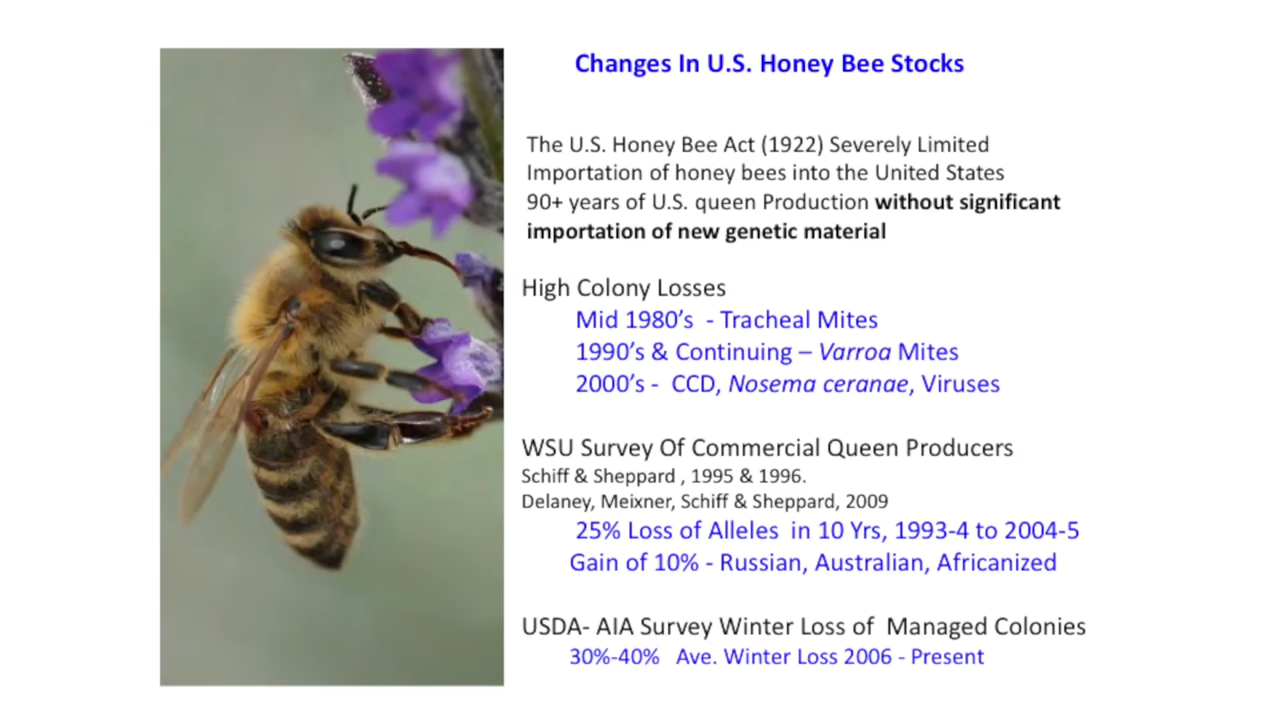 Changes In U.S. Honey Bee Stocks
The U.S. Honey Bee Act (1922) Severely Limited
Importation of honey bees into the United States
90+ years of U.S. queen Production without significant
importation of new genetic material
High Colony Losses
Mid 1980's - Tracheal Mites
1990's & Continuing – Varroa Mites
2000's - CCD, Nosema ceranae, Viruses
WSU Survey Of Commercial Queen Producers
Schiff & Sheppard , 1995 & 1996.
Delaney, Meixner, Schiff & Sheppard, 2009
25% Loss of Alleles in 10 Yrs, 1993-4 to 2004-5
Gain of 10% - Russian, Australian, Africanized
USDA- AIA Survey Winter Loss of Managed Colonies
30%-40% Ave. Winter Loss 2006 - Present